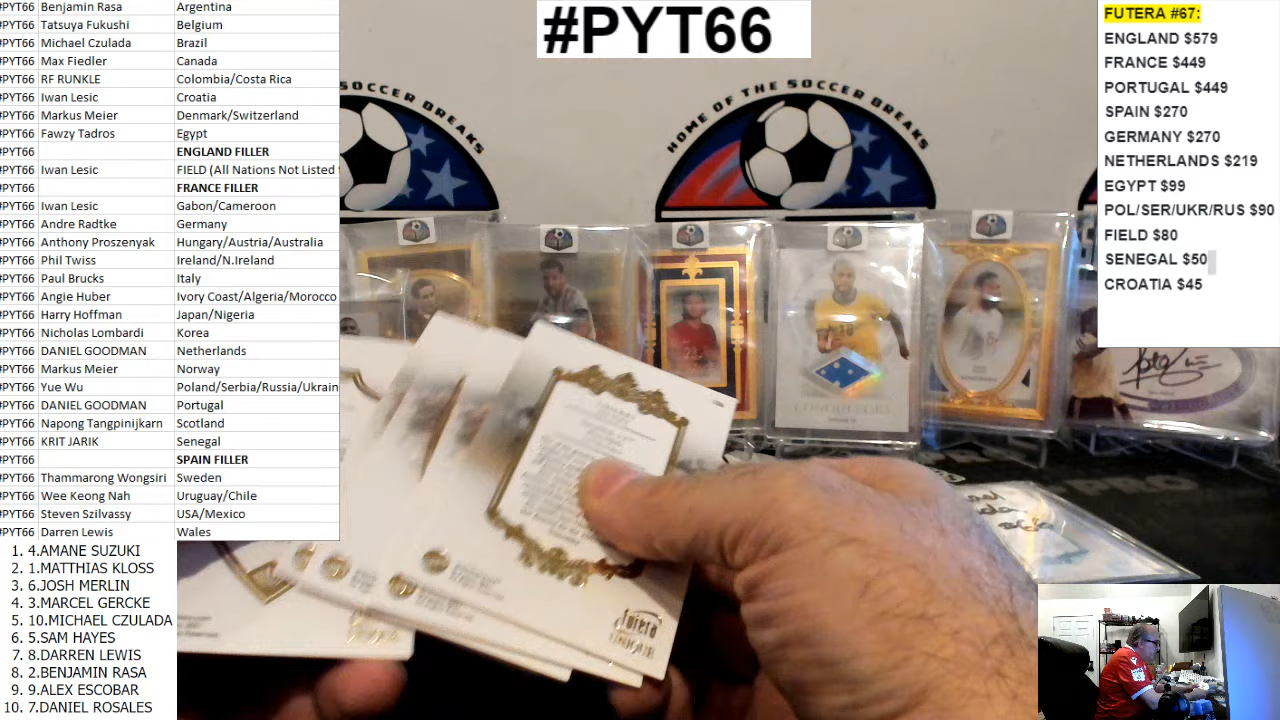 #PYT66 Benjamin Rasa Argentina
#PYT66 Tatsuya Fukushi Belgium
#PYT66 Michael Czulada Brazil
#PYT66 Max Fiedler Canada
#PYT66 RF RUNKLE Colombia/Costa Rica
#PYT66 Iwan Lesic Croatia
#PYT66 Markus Meier Denmark/Switzerland
#PYT66 Fawzy Tadros Egypt
#PYT66 ENGLAND FILLER
#PYT66 Iwan Lesic FIELD (All Nations Not Listed
#PYT66 FRANCE FILLER
#PYT66 Iwan Lesic Gabon/Cameroon
#PYT66 Andre Radtke Germany
#PYT66 Anthony Proszenyak Hungary/Austria/Australia
#PYT66 Phil Twiss Ireland/N.Ireland
#PYT66 Paul Brucks Italy
#PYT66 Angie Huber Ivory Coast/Algeria/Morocco
#PYT66 Harry Hoffman Japan/Nigeria
#PYT66 Nicholas Lombardi Korea
#PYT66 DANIEL GOODMAN Netherlands
#PYT66 Markus Meier Norway
#PYT66 Yue Wu Poland/Serbia/Russia/Ukrain
#PYT66 DANIEL GOODMAN Portugal
#PYT66 Napong Tangpinijkarn Scotland
#PYT66 KRIT JARIK Senegal
#PYT66 SPAIN FILLER
#PYT66 Thammarong Wongsiri Sweden
#PYT66 Wee Keong Nah Uruguay/Chile
#PYT66 Steven Szilvassy USA/Mexico
#PYT66 Darren Lewis Wales
1. 4.AMANE SUZUKI
2. 1.MATTHIAS KLOSS
3. 6.JOSH MERLIN
4. 3.MARCEL GERCKE
5. 10.MICHAEL CZULADA
6. 5.SAM HAYES
7. 8.DARREN LEWIS
8. 2.BENJAMIN RASA
9. 9.ALEX ESCOBAR
10. 7.DANIEL ROSALES
#PYT66
SOCCER BREAKS
HOME OF THE SOCCER BREAKS
futera
UNIQUE
FUTERA #67:
ENGLAND $579
FRANCE $449
PORTUGAL $449
SPAIN $270
GERMANY $270
NETHERLANDS $219
EGYPT $99
POL/SER/UKR/RUS $90
FIELD $80
SENEGAL $50
CROATIA $45